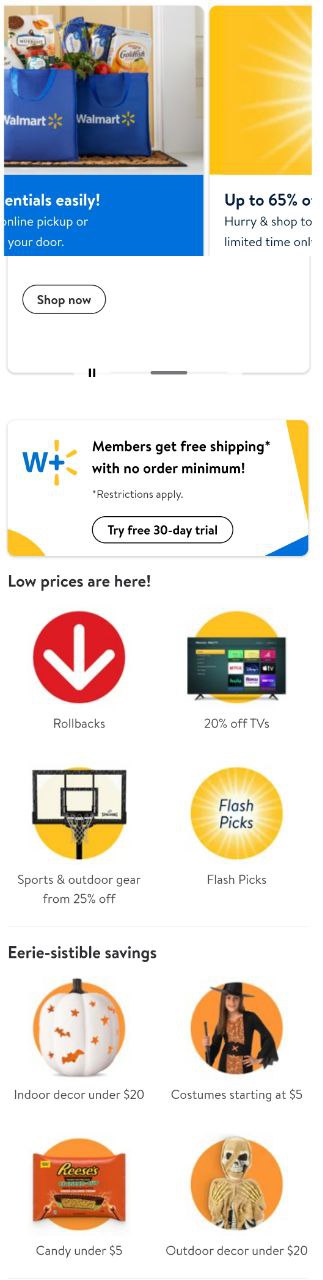 Walmart
Walmart
Goldfish
entials easily!
online pickup or
your door.
Up to 65% o
Hurry & shop to
limited time onl
Shop now
W+
Members get free shipping*
with no order minimum!
*Restrictions apply.
Try free 30-day trial
Low prices are here!
Rollbacks
20% off TVs
SPALDING
Sports & outdoor gear
from 25% off
Flash
Picks
Flash Picks
Eerie-sistible savings
Indoor decor under $20
Costumes starting at $5
Reese's
Candy under $5
Outdoor decor under $20